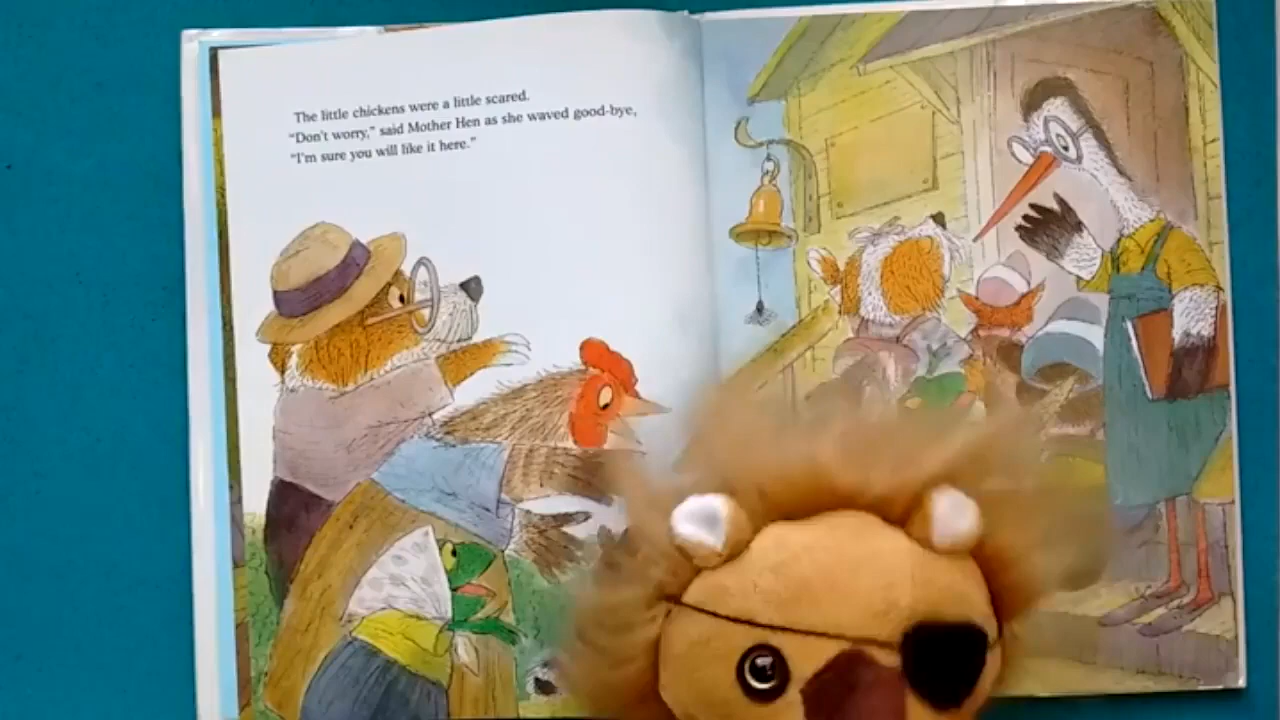 The little chickens were a little scared.
“Don't worry,” said Mother Hen as she waved good-bye,
“I'm sure you will like it here.”